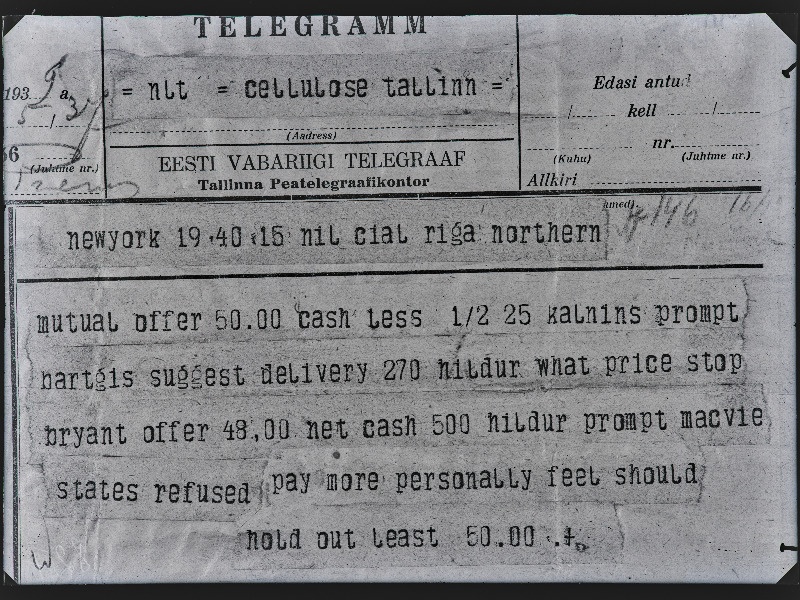 TELEGRAMM
193 9 a.
= nlt = cellulose tallinn =
Edasi antud
kell
(Aadress)
nr.
(Juhtme nr.)
EESTI VABARIIGI TELEGRAAF
(Kuhu) (Juhtme nr.)
Tallinna Peatelegraafikontor
Allkiri
newyork 19 40 15 nil cial riga northern
mutual offer 50.00 cash less 1/2 25 kalnins prompt
bartgis suggest delivery 270 hildur what price stop
bryant offer 48.00 net cash 500 hildur prompt macvie
states refused pay more personally feel should
hold out least 50.00 .+.